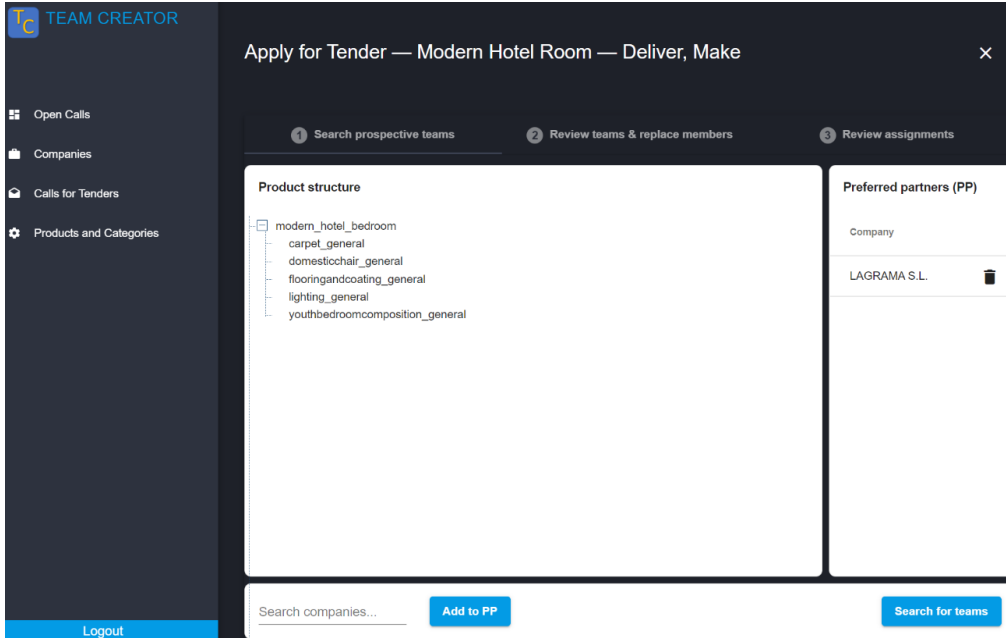 TC TEAM CREATOR
Open Calls
Companies
Calls for Tenders
Products and Categories
Logout
Apply for Tender — Modern Hotel Room — Deliver, Make
1 Search prospective teams
2 Review teams & replace members
3 Review assignments
Product structure
modern_hotel_bedroom
carpet_general
domesticchair_general
flooringandcoating_general
lighting_general
youthbedroomcomposition_general
Preferred partners (PP)
Company
LAGRAMA S.L.
Search companies...
Add to PP
Search for teams